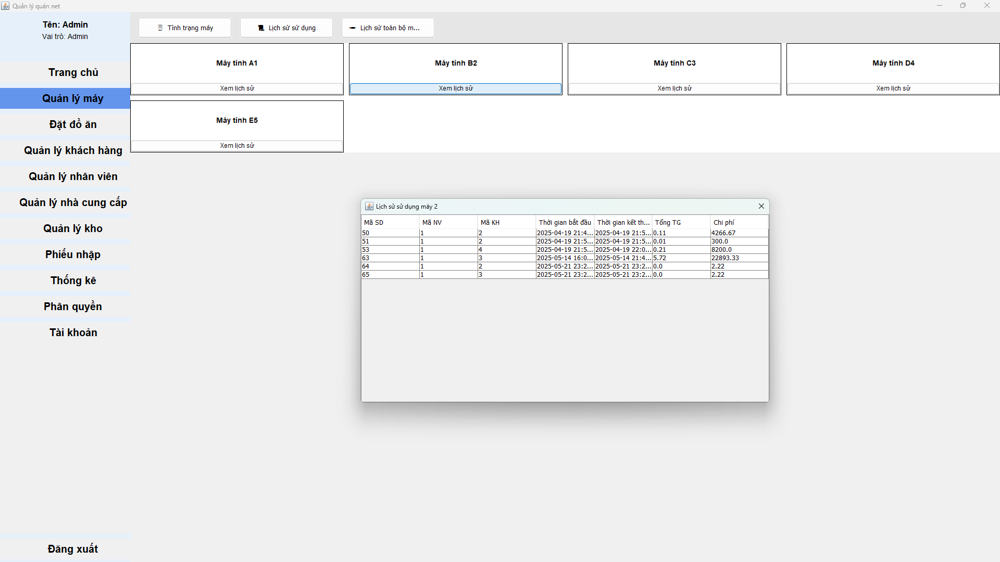 Quản lý quán net
Tên: Admin
Vai trò: Admin
Trang chủ
Quản lý máy
Đặt đồ ăn
Quản lý khách hàng
Quản lý nhân viên
Quản lý nhà cung cấp
Quản lý kho
Phiếu nhập
Thống kê
Phân quyền
Tài khoản
Đăng xuất
Tình trạng máy
Lịch sử sử dụng
Lịch sử toàn bộ m...
Máy tính A1
Xem lịch sử
Máy tính B2
Xem lịch sử
Máy tính C3
Xem lịch sử
Máy tính D4
Xem lịch sử
Máy tính E5
Xem lịch sử
Lịch sử sử dụng máy 2
Mã SD Mã NV Mã KH Thời gian bắt đầu Thời gian kết th... Tổng TG Chi phí
50 1 2 2025-04-19 21:4... 2025-04-19 21:5... 0.11 4266.67
51 1 2 2025-04-19 21:5... 2025-04-19 21:5... 0.01 300.0
53 1 4 2025-04-19 21:5... 2025-04-19 22:0... 0.21 8200.0
63 1 3 2025-05-14 16:0... 2025-05-14 21:4... 5.72 22893.33
64 1 2 2025-05-21 23:2... 2025-05-21 23:2... 0.0 2.22
65 1 3 2025-05-21 23:2... 2025-05-21 23:2... 0.0 2.22